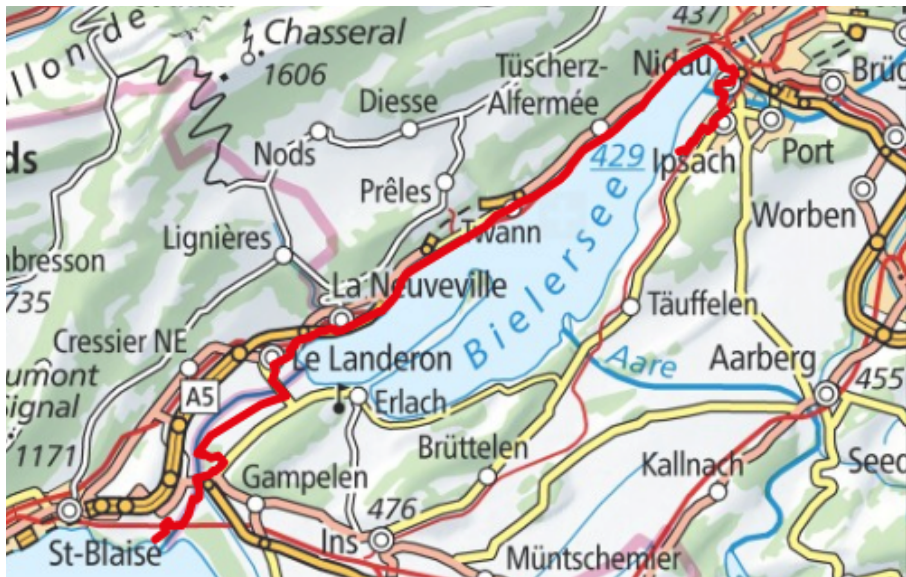 437
Chasseral
Nidau
1606
Tüscherz-
Alfermée
Diesse
429
Nods
Ipsach
Port
Prêles
Worben
Lignières
Twann
La Neuveville
Bielersee
Täuffelen
735
Cressier NE
Le Landeron
Aare
Aarberg
455
A5
Erlach
1171
Brüttelen
Gampelen
Kallnach
476
St-Blaise
Ins
Müntschemier